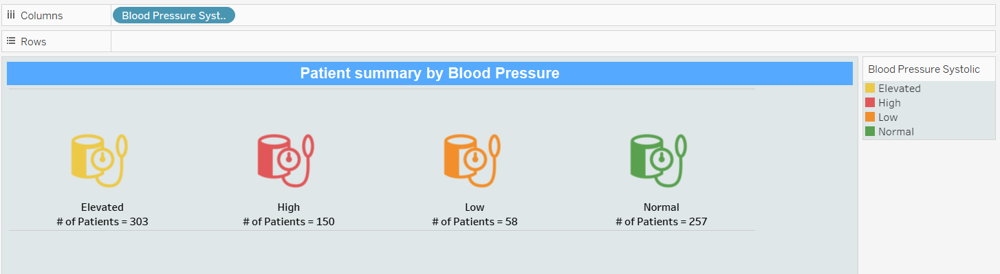 Columns
Blood Pressure Syst..
Rows
Patient summary by Blood Pressure
Blood Pressure Systolic
Elevated
High
Low
Normal
Elevated
# of Patients = 303
High
# of Patients = 150
Low
# of Patients = 58
Normal
# of Patients = 257